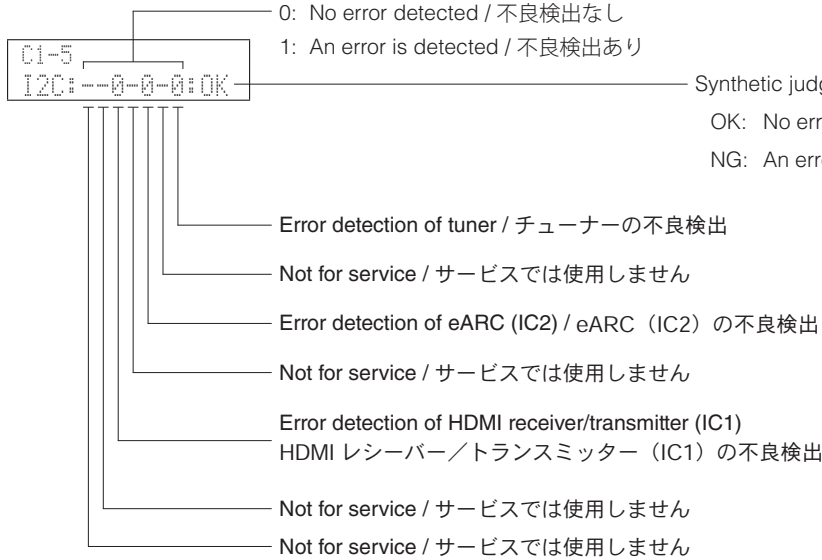 0: No error detected / 不良検出なし
1: An error is detected / 不良検出あり
C1-5
I2C:--0-0-0:OK
Synthetic
OK: No
NG: An
Error detection of tuner / チューナーの不良検出
Not for service / サービスでは使用しません
Error detection of eARC (IC2) / eARC（IC2）の不良検出
Not for service / サービスでは使用しません
Error detection of HDMI receiver/transmitter (IC1)
HDMI レシーバー／トランスミッター（IC1）の不良検出
Not for service / サービスでは使用しません
Not for service / サービスでは使用しません